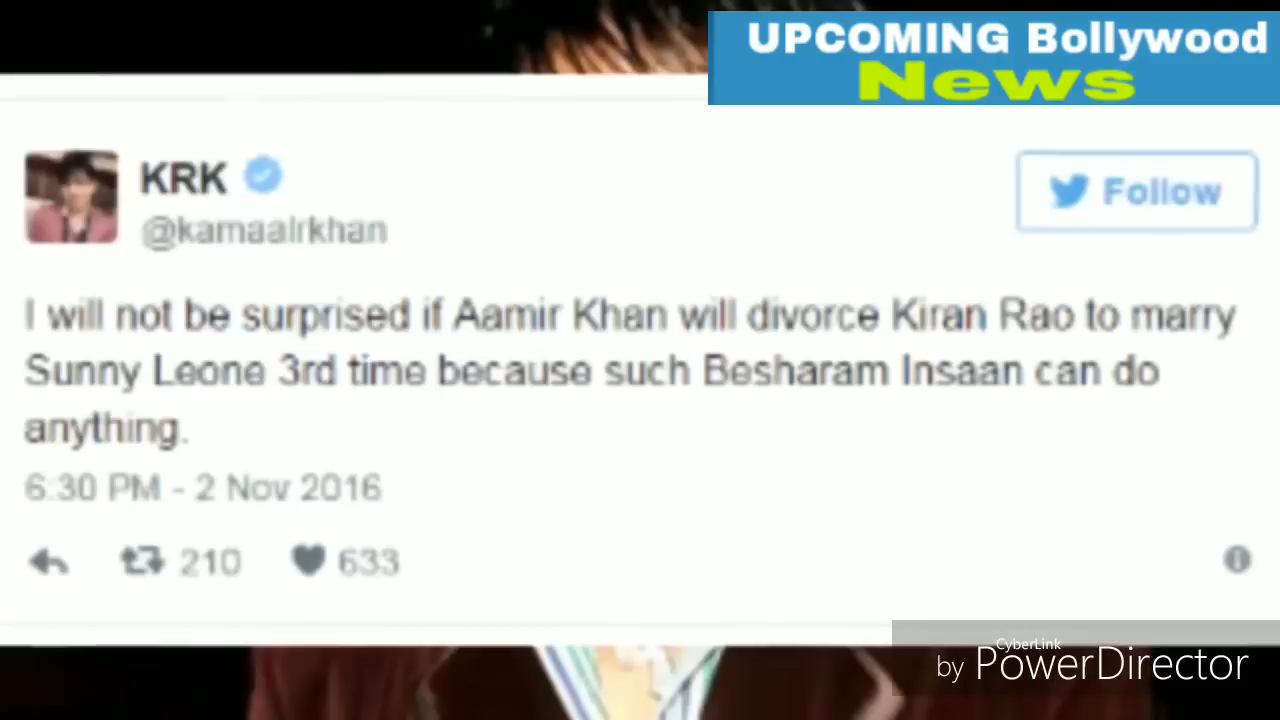 UPCOMING Bollywood
News
KRK
@kamaalrkhan
Follow
I will not be surprised if Aamir Khan will divorce Kiran Rao to marry
Sunny Leone 3rd time because such Besharam Insaan can do
anything.
6:30 PM - 2 Nov 2016
210 633
CyberLink
by PowerDirector